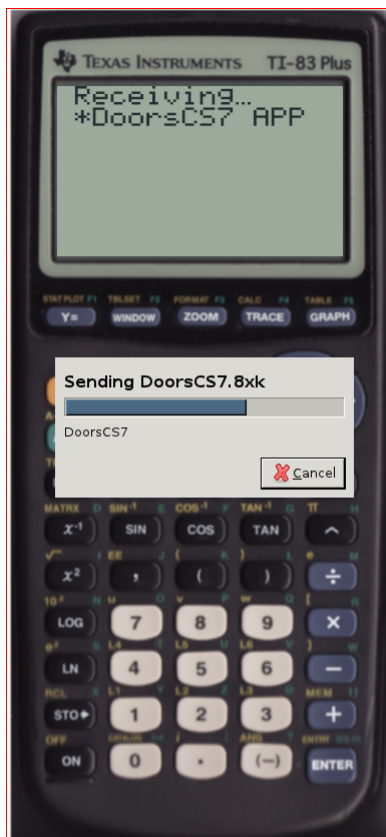 TEXAS INSTRUMENTS TI-83 Plus
Receiving...
*DoorsCS7 APP
STAT PLOT F1 TBLSET F2 FORMAT F3 CALC F4 TABLE F5
Y= WINDOW ZOOM TRACE GRAPH
Sending DoorsCS7.8xk
DoorsCS7
Cancel
MATRX D SIN⁻¹ E COS⁻¹ F TAN⁻¹ G π H
x⁻¹ SIN COS TAN ^
√ I EE J { K } L e M
x² , ( ) ÷
10ˣ N u O v P w Q [ R
LOG 7 8 9 ×
eˣ S L4 T L5 U L6 V ] W
LN 4 5 6 −
RCL X L1 Y L2 Z L3 θ MEM "
STO➔ 1 2 3 +
OFF CATALOG i : ANS ? ENTRY SOLVE
ON 0 . (−) ENTER